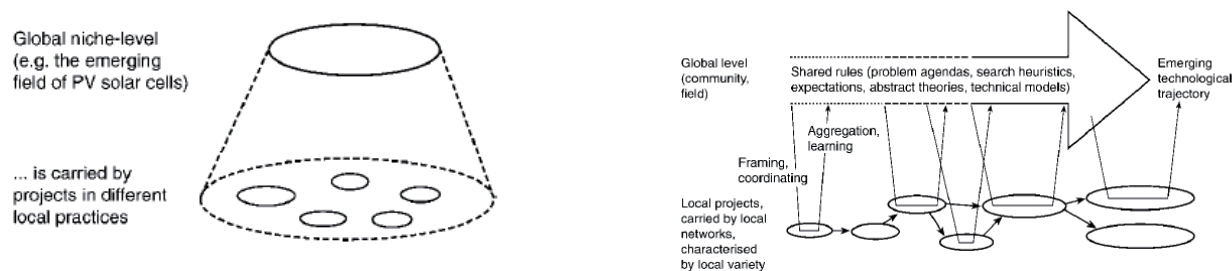 Global niche-level
(e.g. the emerging
field of PV solar cells)
... is carried by
projects in different
local practices
Global level
(community,
field)
Shared rules (problem agendas, search heuristics,
expectations, abstract theories, technical models)
Emerging
technological
trajectory
Aggregation,
learning
Framing,
coordinating
Local projects,
carried by local
networks,
characterised
by local variety